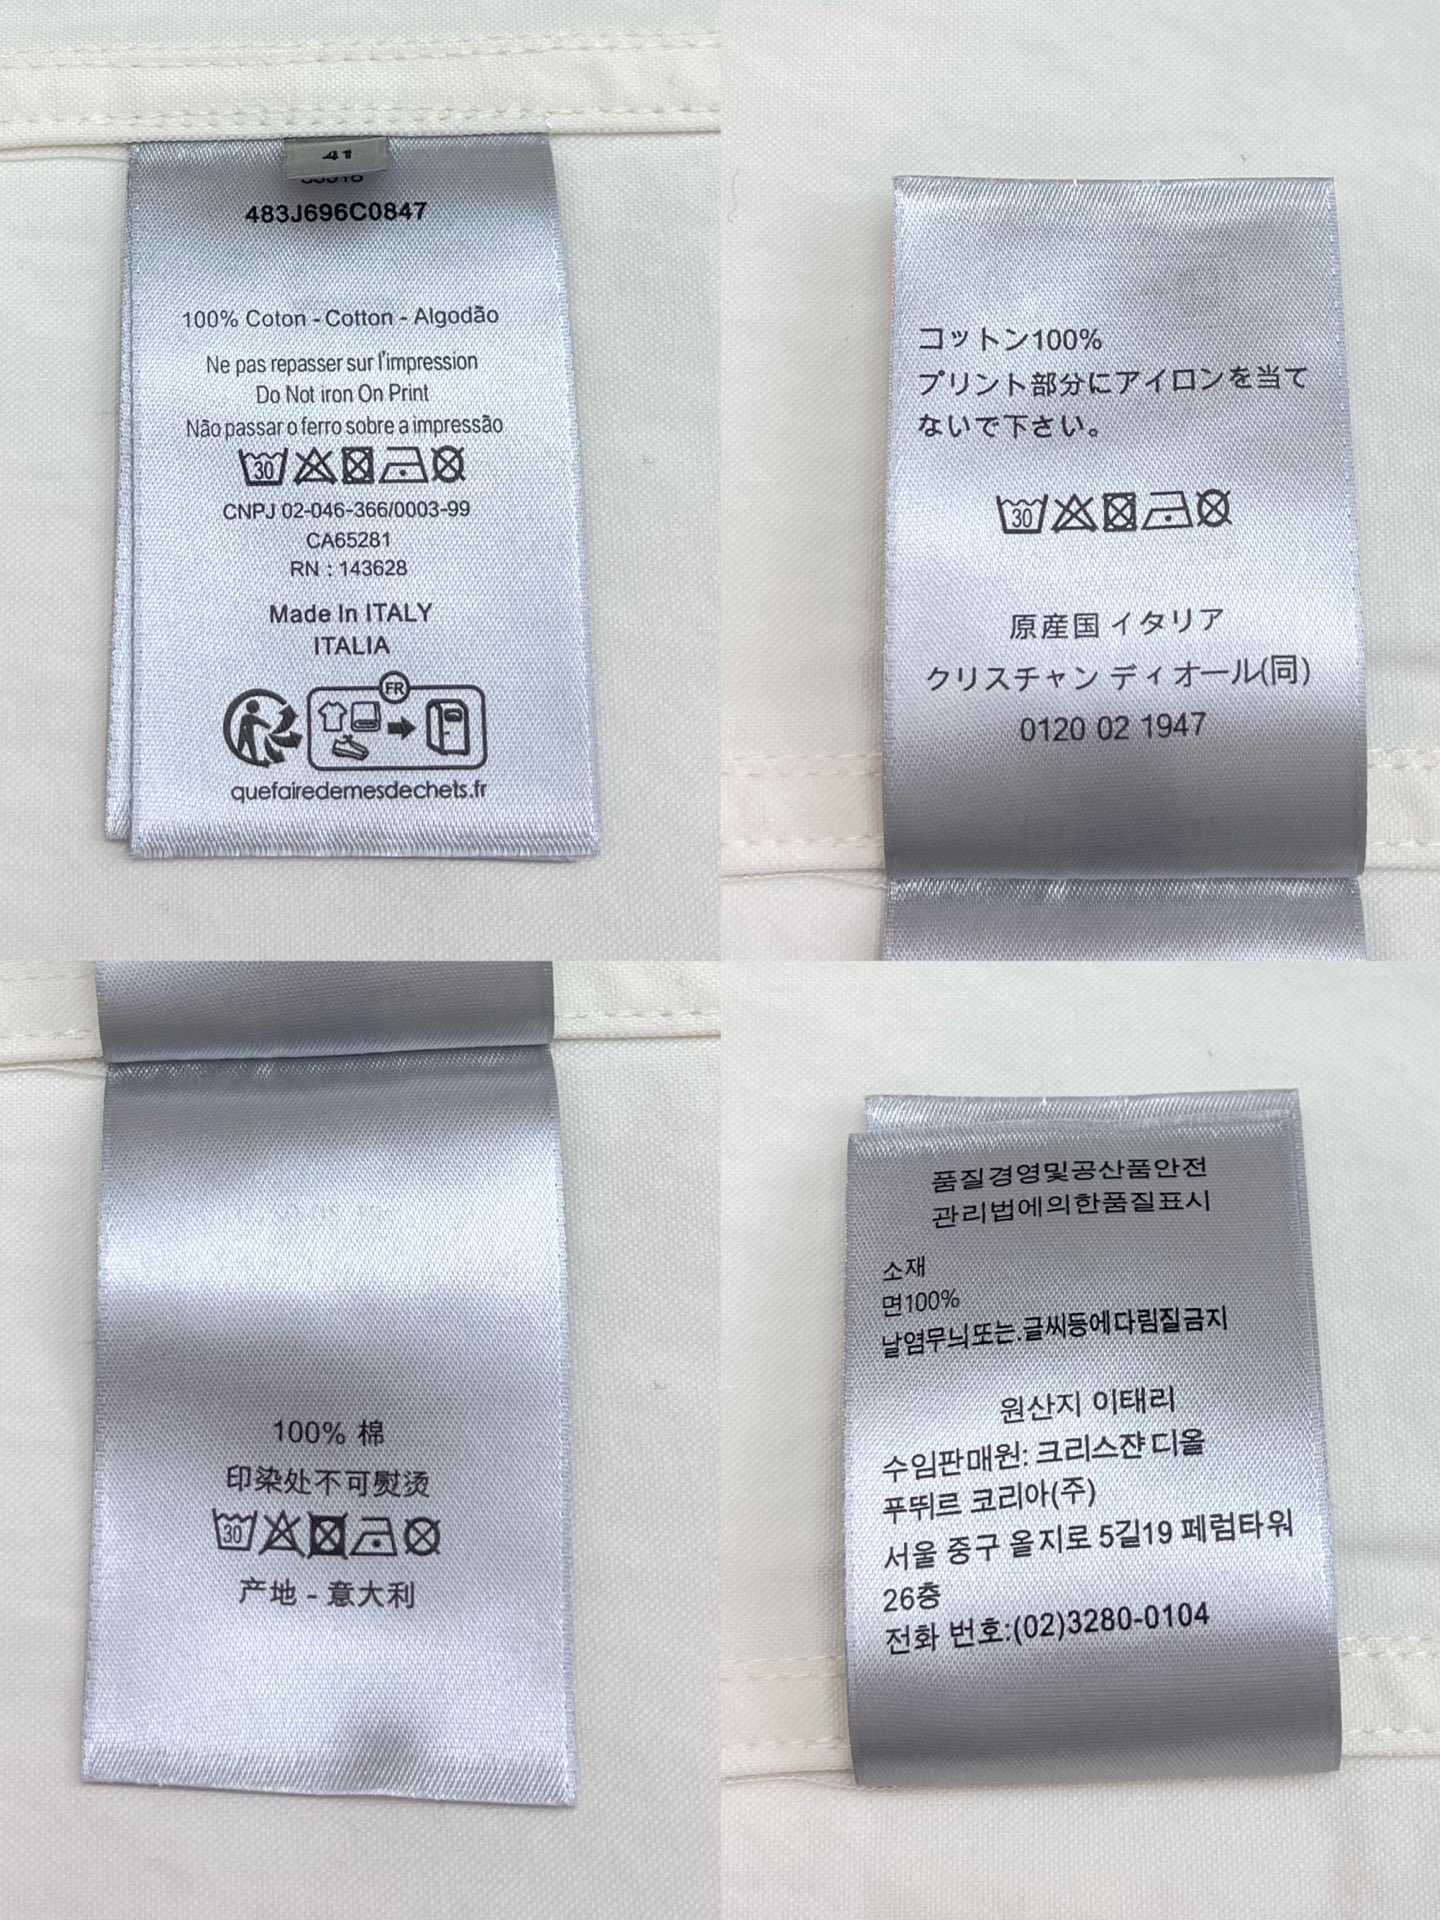 41
483J696C0847
100% Coton - Cotton - Algodão
Ne pas repasser sur l'impression
Do Not iron On Print
Não passar o ferro sobre a impressão
30
CNPJ 02-046-366/0003-99
CA65281
RN : 143628
Made In ITALY
ITALIA
FR
quefairedemesdechets.fr
コットン100%
プリント部分にアイロンを当て
ないで下さい。
30
原産国 イタリア
クリスチャン ディオール(同)
0120 02 1947
100% 棉
印染处不可熨烫
30
产地 - 意大利
품질경영및공산품안전
관리법에의한품질표시
소재
면100%
날염무늬또는.글씨등에다림질금지
원산지 이태리
수임판매원: 크리스쟌 디올
푸뛰르 코리아(주)
서울 중구 올지로 5길19 페럼타워
26층
전화 번호:(02)3280-0104